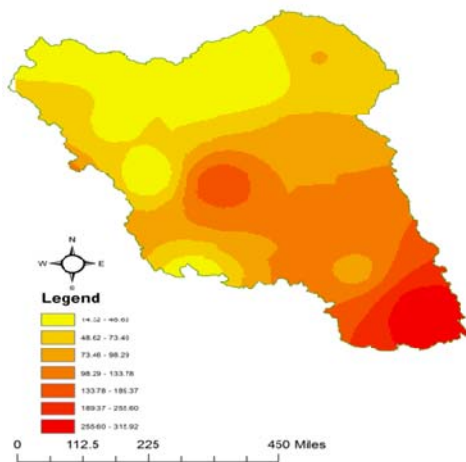 N
W E
S
Legend
48.62 - 73.46
73.46 - 98.29
98.29 - 133.78
133.78 - 189.37
189.37 - 255.60
255.60 - 315.92
0 112.5 225 450 Miles